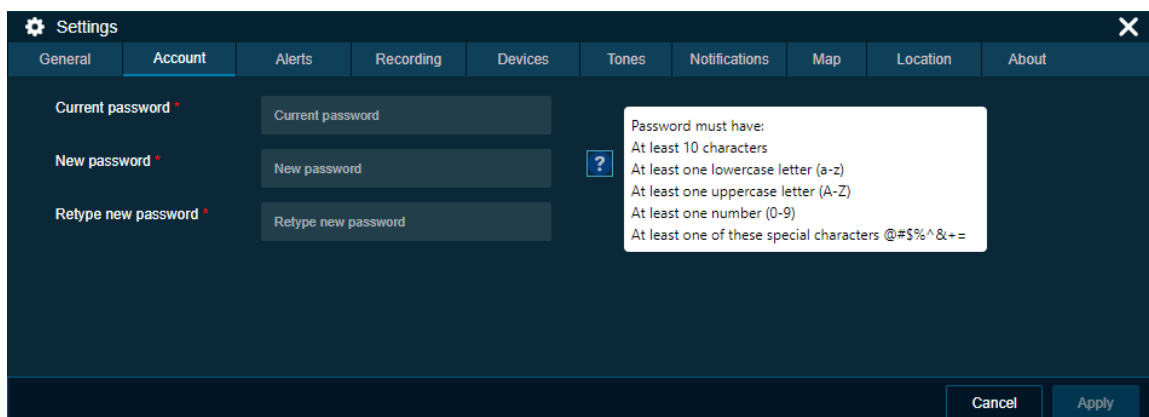 Settings
General Account Alerts Recording Devices Tones Notifications Map Location About
Current password * Current password
New password * New password ?
Retype new password * Retype new password
Password must have:
At least 10 characters
At least one lowercase letter (a-z)
At least one uppercase letter (A-Z)
At least one number (0-9)
At least one of these special characters @#$%^&+=
Cancel Apply